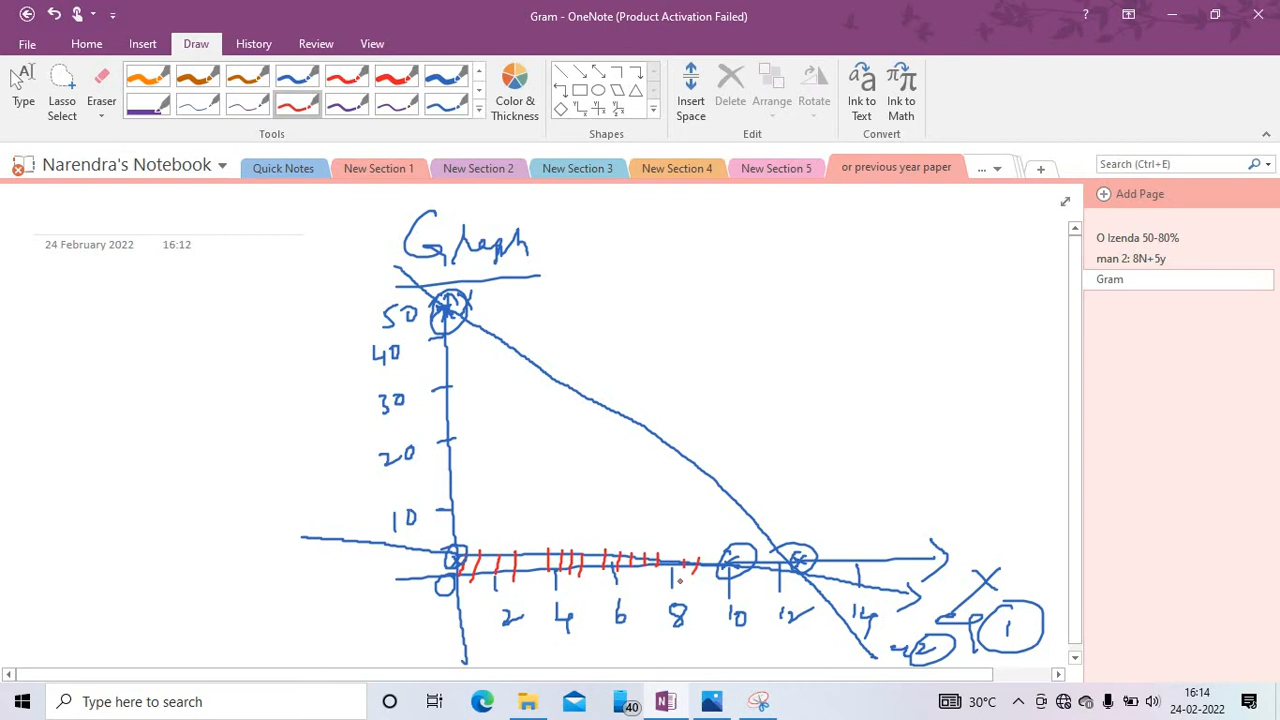 Gram - OneNote (Product Activation Failed)
File Home Insert Draw History Review View
Type
Lasso Select
Eraser
Color & Thickness
Insert Space
Delete
Arrange
Rotate
Ink to Text
Ink to Math
Tools
Shapes
Edit
Convert
Narendra's Notebook
Quick Notes
New Section 1
New Section 2
New Section 3
New Section 4
New Section 5
or previous year paper
...
Search (Ctrl+E)
Add Page
O Izenda 50-80%
man 2: 8N+5y
Gram
24 February 2022 16:12
Graph
50
40
30
20
10
0
2 4 6 8 10 12 14
X
1
2
Type here to search
40
30°C
16:14
24-02-2022